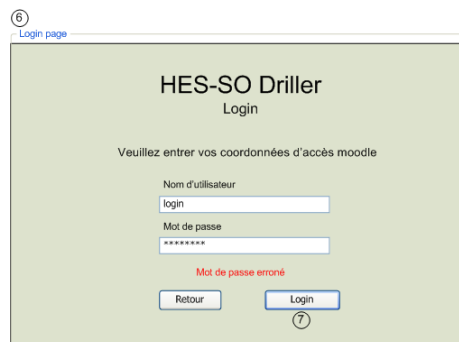 6
Login page
HES-SO Driller
Login
Veuillez entrer vos coordonnées d'accès moodle
Nom d'utilisateur
login
Mot de passe
********
Mot de passe erroné
Retour Login
7